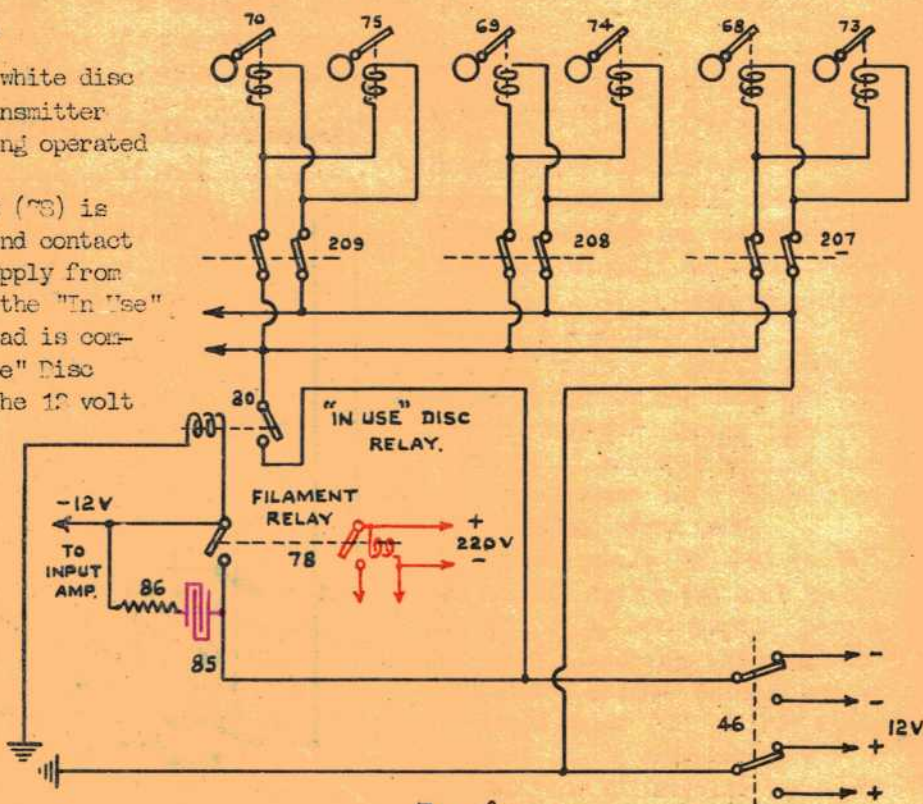 70 75 69 74 68 73
white disc
nsmitter
ng operated
is
nd contact
209 208 207
pply from
the "In Use"
ad is com-
e" Disc
he 12 volt
80
"IN USE" DISC
RELAY.
-12V
FILAMENT
RELAY
+
220V
-
78
TO
INPUT
AMP.
86
85
-
-
46
12V
+
+